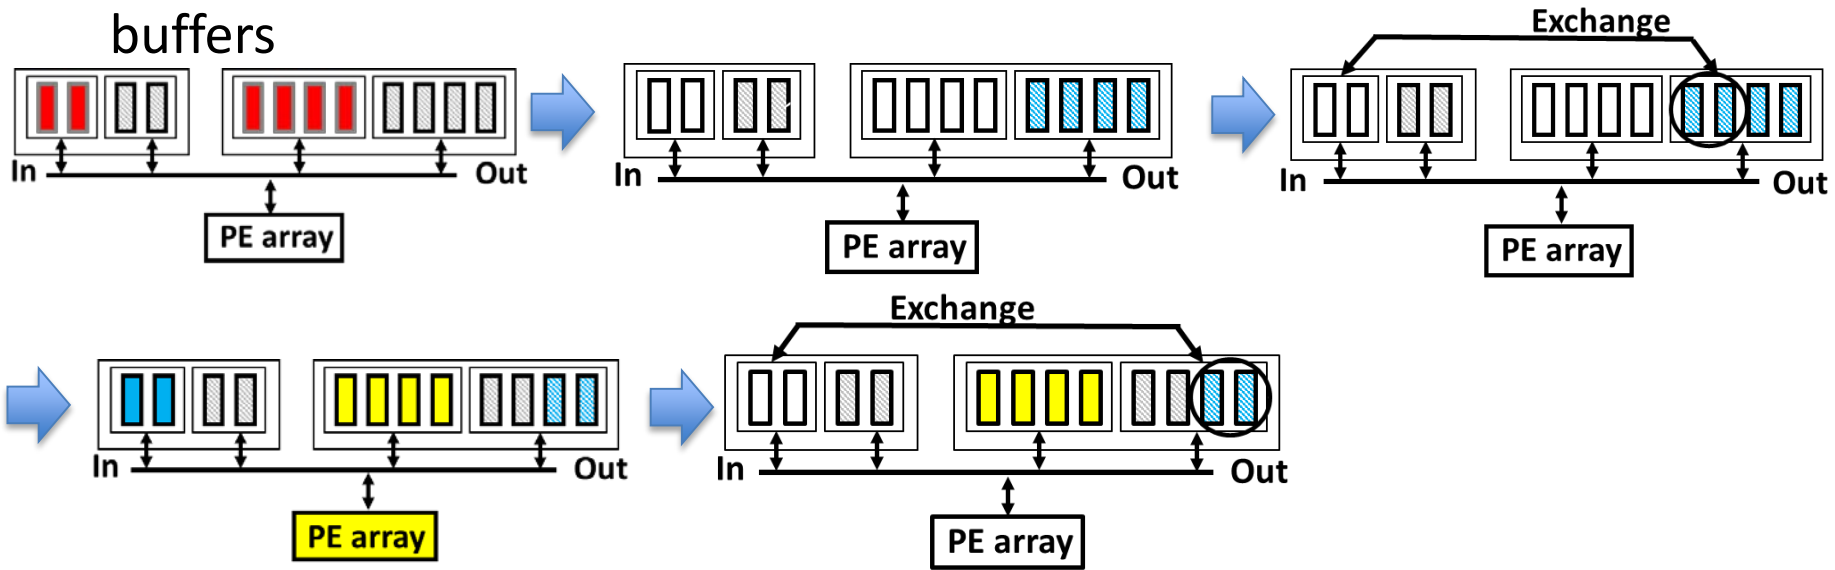 buffers
In
Out
PE array
In
Out
PE array
Exchange
In
Out
PE array
In
Out
PE array
Exchange
In
Out
PE array